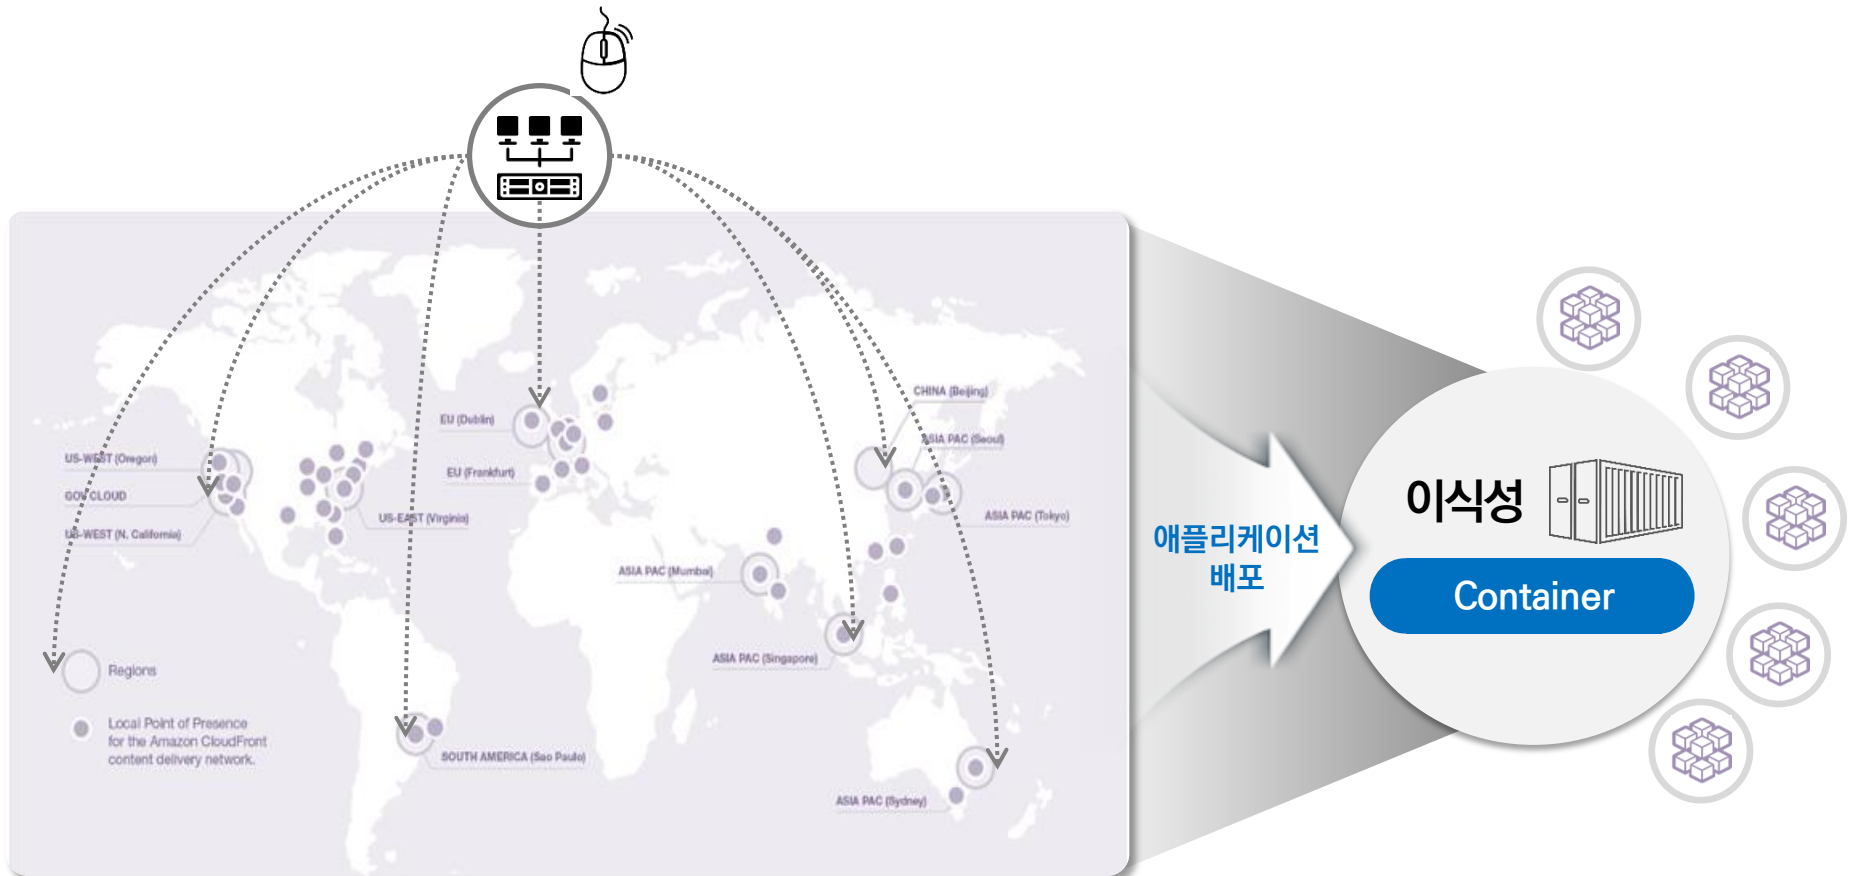 CHINA (Beijing)
EU (Dublin)
ASIA PAC (Seoul)
US-WEST (Oregon)
EU (Frankfurt)
GOV CLOUD
US-EAST (Virginia)
ASIA PAC (Tokyo)
US-WEST (N. California)
ASIA PAC (Mumbai)
ASIA PAC (Singapore)
Regions
Local Point of Presence
for the Amazon CloudFront
content delivery network.
SOUTH AMERICA (Sao Paulo)
ASIA PAC (Sydney)
애플리케이션
배포
이식성
Container